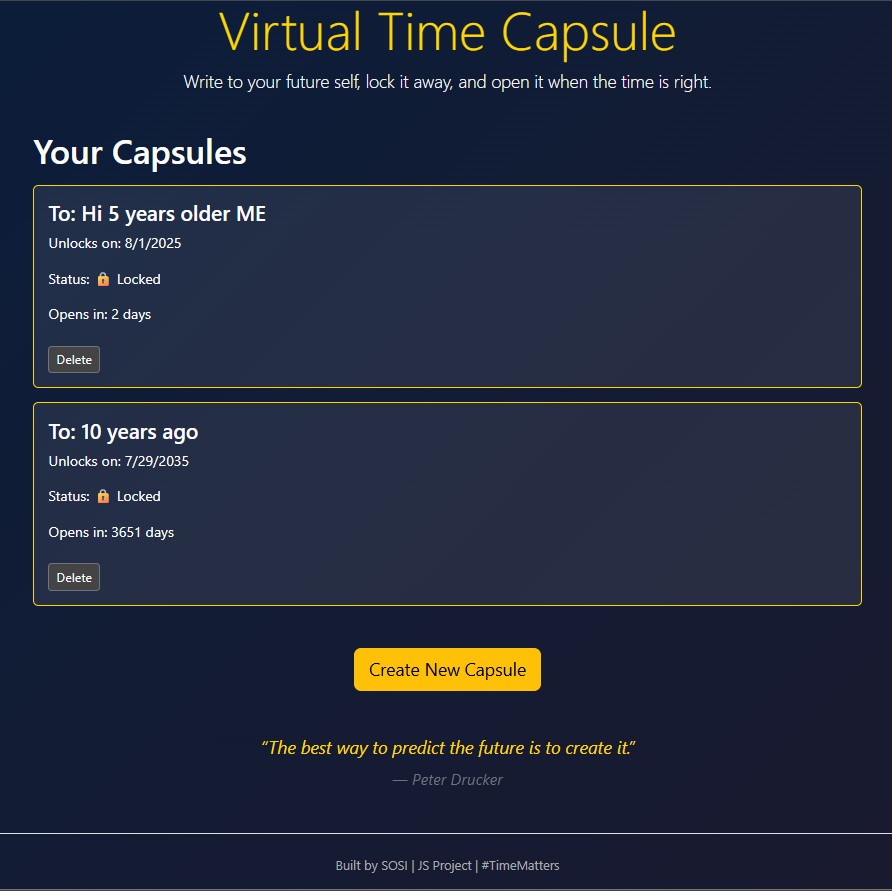 Virtual Time Capsule
Write to your future self, lock it away, and open it when the time is right.
Your Capsules
To: Hi 5 years older ME
Unlocks on: 8/1/2025
Status: 🔒 Locked
Opens in: 2 days
Delete
To: 10 years ago
Unlocks on: 7/29/2035
Status: 🔒 Locked
Opens in: 3651 days
Delete
Create New Capsule
“The best way to predict the future is to create it.”
— Peter Drucker
Built by SOSI | JS Project | #TimeMatters